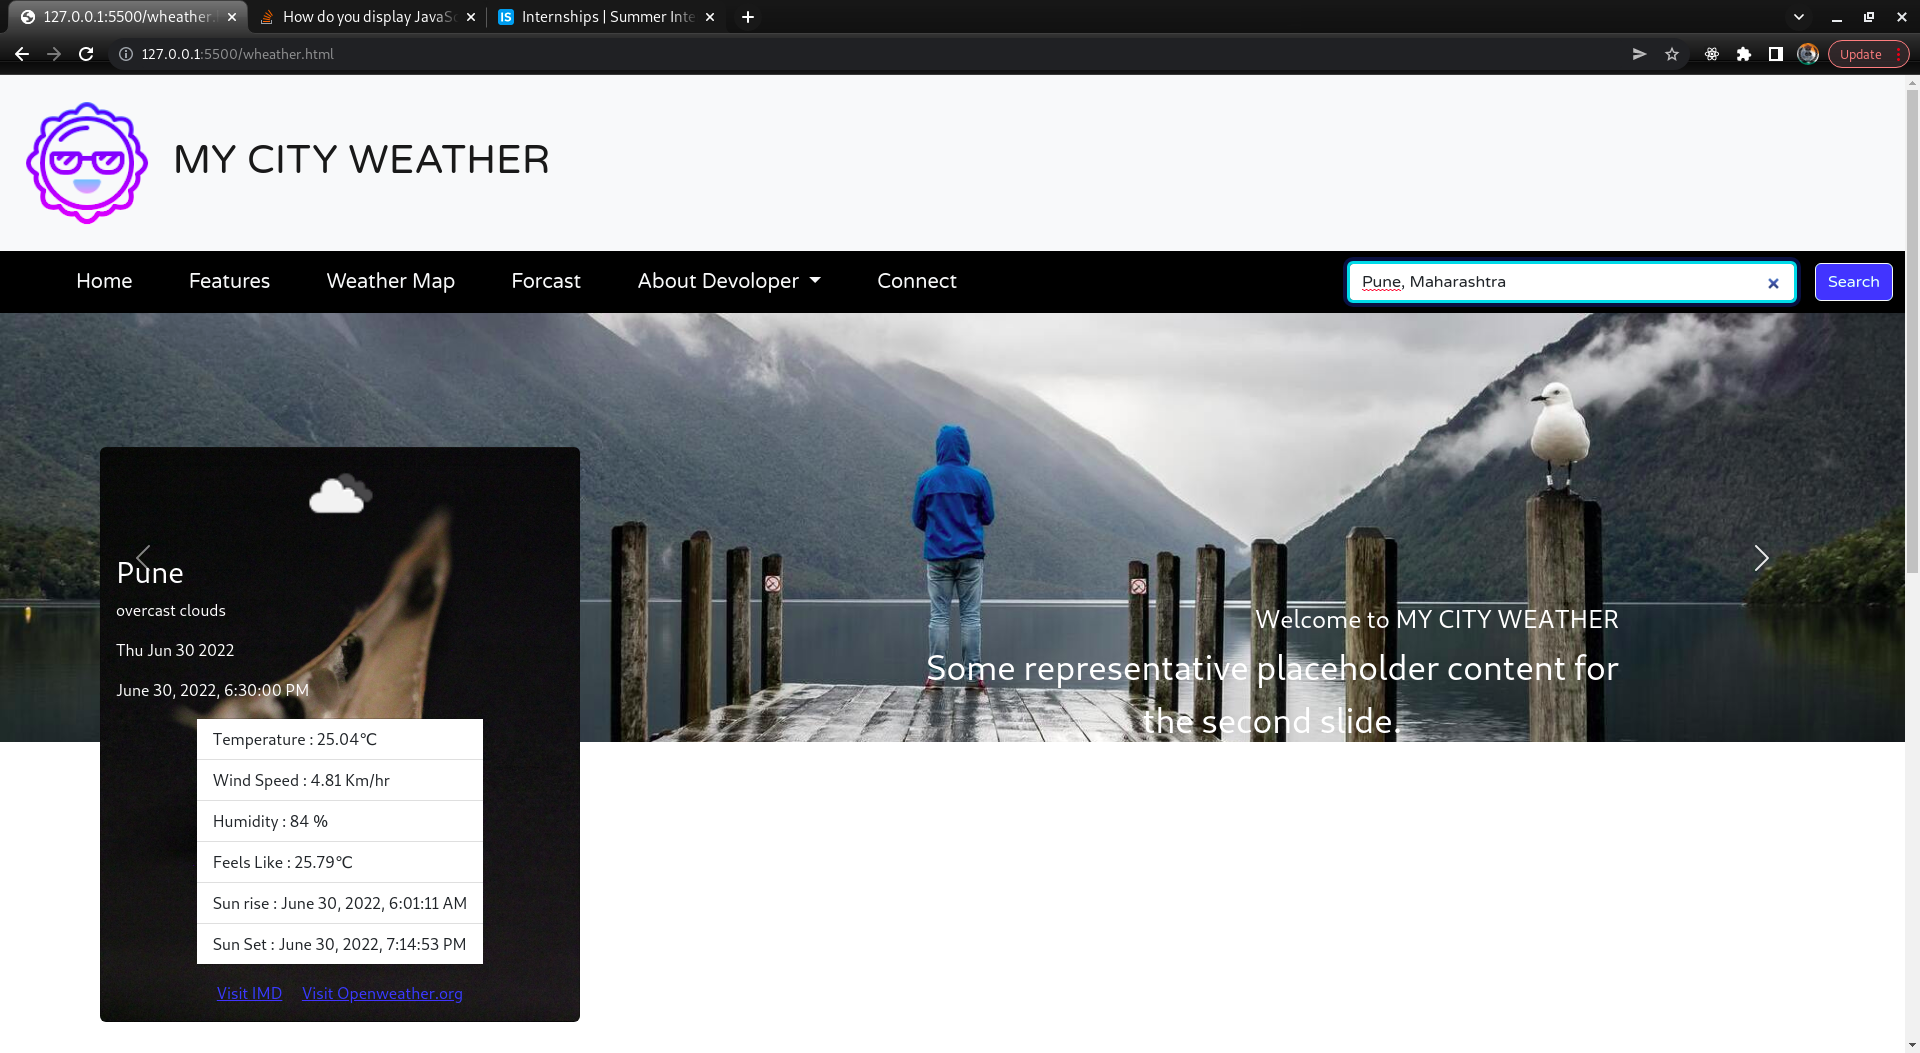 127.0.0.1:5500/wheather.
How do you display JavaSc
IS
Internships | Summer Inte
127.0.0.1:5500/wheather.html
Update
MY CITY WEATHER
Home
Features
Weather Map
Forcast
About Devoloper
Connect
Pune, Maharashtra
Search
Pune
overcast clouds
Thu Jun 30 2022
June 30, 2022, 6:30:00 PM
Welcome to MY CITY WEATHER
Some representative placeholder content for
the second slide.
Temperature : 25.04°C
Wind Speed : 4.81 Km/hr
Humidity : 84 %
Feels Like : 25.79°C
Sun rise : June 30, 2022, 6:01:11 AM
Sun Set : June 30, 2022, 7:14:53 PM
Visit IMD
Visit Openweather.org